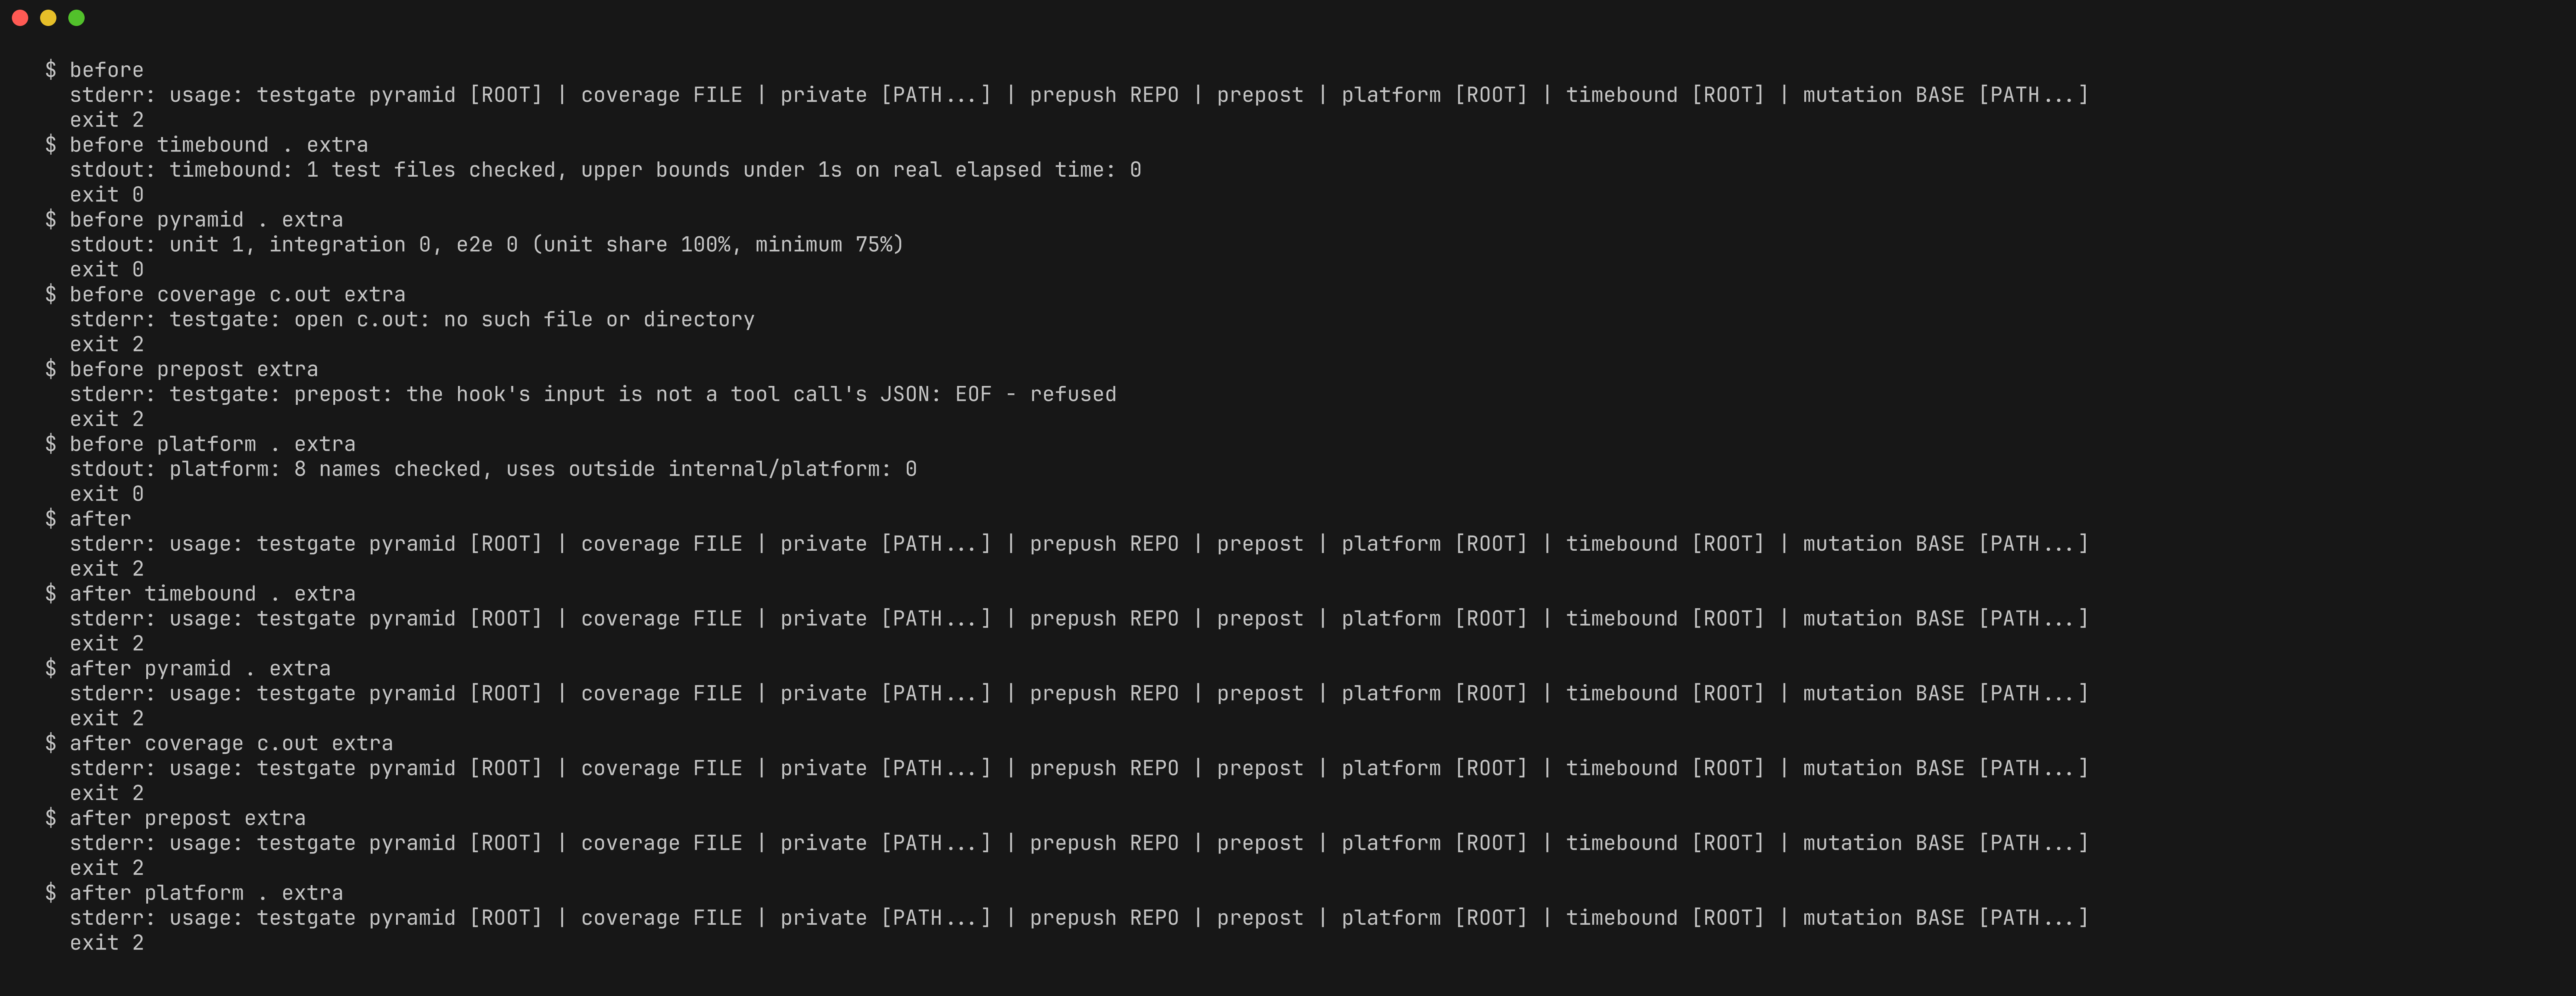 $ before
stderr: usage: testgate pyramid [ROOT] | coverage FILE | private [PATH...] | prepush REPO | prepost | platform [ROOT] | timebound [ROOT] | mutation BASE [PATH...]
exit 2
$ before timebound . extra
stdout: timebound: 1 test files checked, upper bounds under 1s on real elapsed time: 0
exit 0
$ before pyramid . extra
stdout: unit 1, integration 0, e2e 0 (unit share 100%, minimum 75%)
exit 0
$ before coverage c.out extra
stderr: testgate: open c.out: no such file or directory
exit 2
$ before prepost extra
stderr: testgate: prepost: the hook's input is not a tool call's JSON: EOF - refused
exit 2
$ before platform . extra
stdout: platform: 8 names checked, uses outside internal/platform: 0
exit 0
$ after
stderr: usage: testgate pyramid [ROOT] | coverage FILE | private [PATH...] | prepush REPO | prepost | platform [ROOT] | timebound [ROOT] | mutation BASE [PATH...]
exit 2
$ after timebound . extra
stderr: usage: testgate pyramid [ROOT] | coverage FILE | private [PATH...] | prepush REPO | prepost | platform [ROOT] | timebound [ROOT] | mutation BASE [PATH...]
exit 2
$ after pyramid . extra
stderr: usage: testgate pyramid [ROOT] | coverage FILE | private [PATH...] | prepush REPO | prepost | platform [ROOT] | timebound [ROOT] | mutation BASE [PATH...]
exit 2
$ after coverage c.out extra
stderr: usage: testgate pyramid [ROOT] | coverage FILE | private [PATH...] | prepush REPO | prepost | platform [ROOT] | timebound [ROOT] | mutation BASE [PATH...]
exit 2
$ after prepost extra
stderr: usage: testgate pyramid [ROOT] | coverage FILE | private [PATH...] | prepush REPO | prepost | platform [ROOT] | timebound [ROOT] | mutation BASE [PATH...]
exit 2
$ after platform . extra
stderr: usage: testgate pyramid [ROOT] | coverage FILE | private [PATH...] | prepush REPO | prepost | platform [ROOT] | timebound [ROOT] | mutation BASE [PATH...]
exit 2